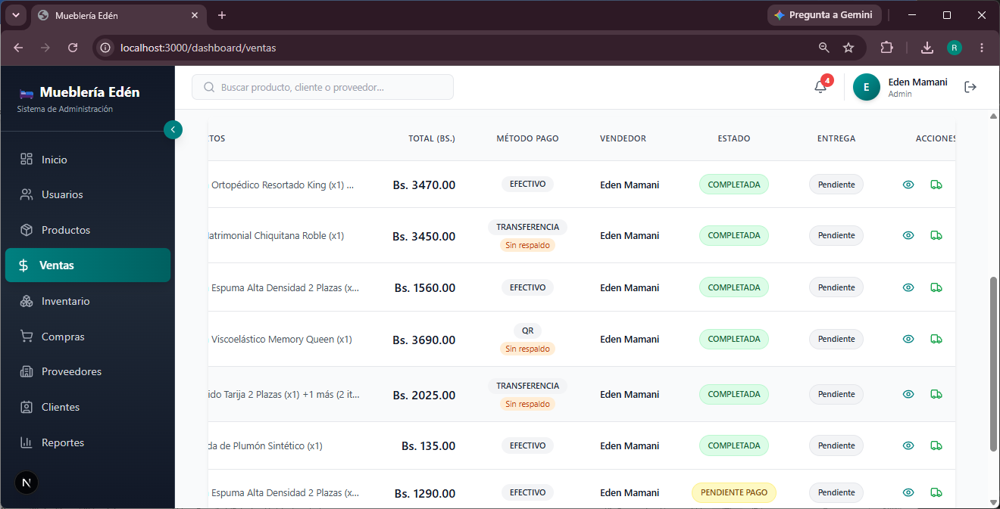 Mueblería Edén
Pregunta a Gemini
localhost:3000/dashboard/ventas
R
Mueblería Edén
Sistema de Administración
Buscar producto, cliente o proveedor...
4
E
Eden Mamani
Admin
Inicio
Usuarios
Productos
Ventas
Inventario
Compras
Proveedores
Clientes
Reportes
N
TOS TOTAL (BS.) MÉTODO PAGO VENDEDOR ESTADO ENTREGA ACCIONES
Ortopédico Resortado King (x1) ... Bs. 3470.00 EFECTIVO Eden Mamani COMPLETADA Pendiente
atrimonial Chiquitana Roble (x1) Bs. 3450.00 TRANSFERENCIA Eden Mamani COMPLETADA Pendiente
Sin respaldo
Espuma Alta Densidad 2 Plazas (x... Bs. 1560.00 EFECTIVO Eden Mamani COMPLETADA Pendiente
Viscoelástico Memory Queen (x1) Bs. 3690.00 QR Eden Mamani COMPLETADA Pendiente
Sin respaldo
ido Tarija 2 Plazas (x1) +1 más (2 it... Bs. 2025.00 TRANSFERENCIA Eden Mamani COMPLETADA Pendiente
Sin respaldo
da de Plumón Sintético (x1) Bs. 135.00 EFECTIVO Eden Mamani COMPLETADA Pendiente
Espuma Alta Densidad 2 Plazas (x... Bs. 1290.00 EFECTIVO Eden Mamani PENDIENTE PAGO Pendiente